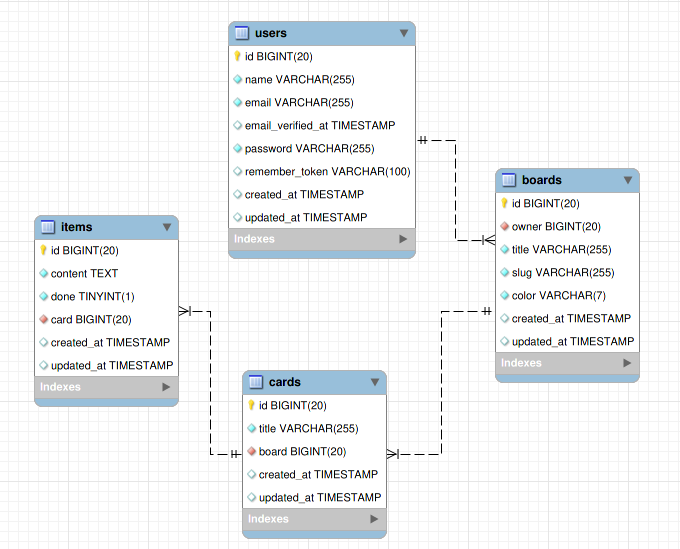 users
id BIGINT(20)
name VARCHAR(255)
email VARCHAR(255)
email_verified_at TIMESTAMP
password VARCHAR(255)
remember_token VARCHAR(100)
created_at TIMESTAMP
updated_at TIMESTAMP
Indexes
boards
id BIGINT(20)
owner BIGINT(20)
title VARCHAR(255)
slug VARCHAR(255)
color VARCHAR(7)
created_at TIMESTAMP
updated_at TIMESTAMP
Indexes
items
id BIGINT(20)
content TEXT
done TINYINT(1)
card BIGINT(20)
created_at TIMESTAMP
updated_at TIMESTAMP
Indexes
cards
id BIGINT(20)
title VARCHAR(255)
board BIGINT(20)
created_at TIMESTAMP
updated_at TIMESTAMP
Indexes